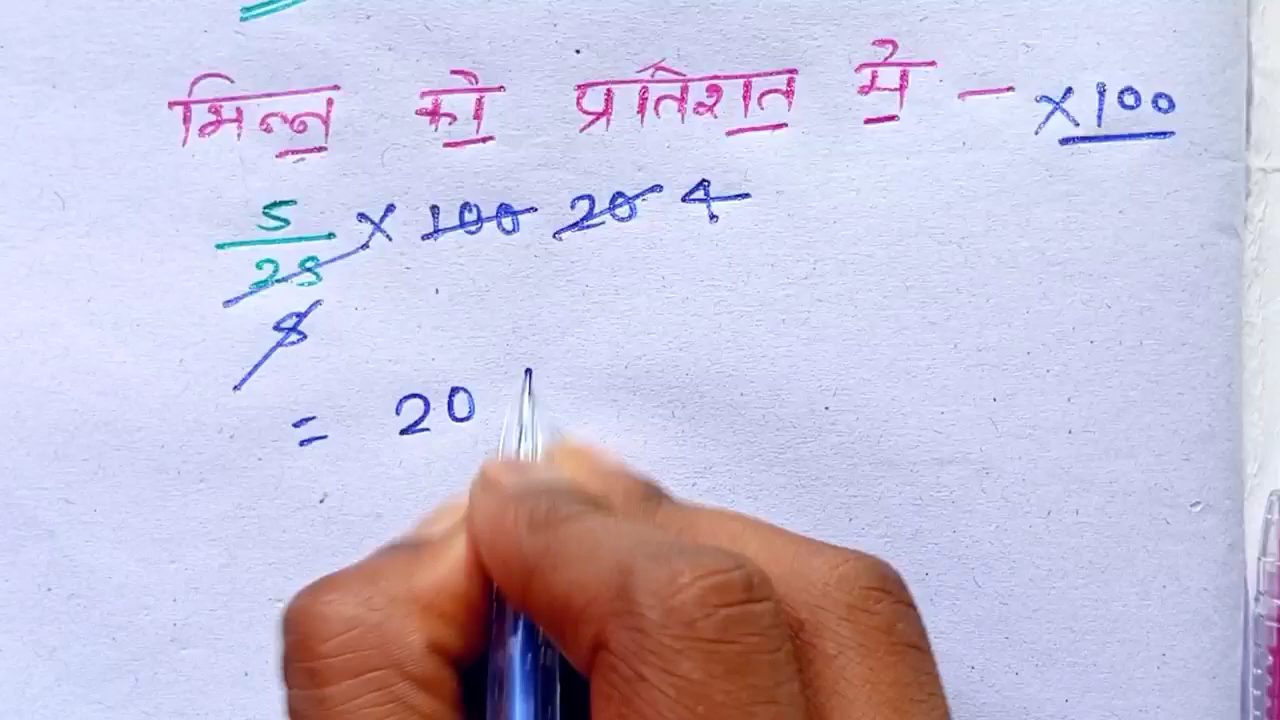 भिन्न को प्रतिशत में - ×100
5
25 × 100 20 4
5
= 20